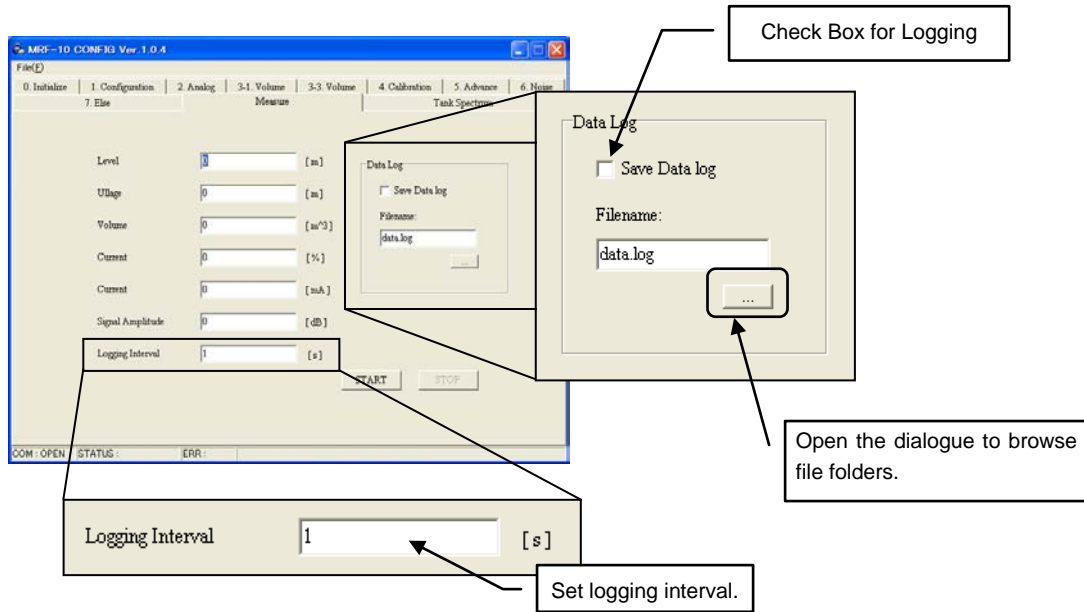 Check Box for Logging
MRF-10 CONFIG Ver.1.0.4
File(F)
0. Initialize 1. Configuration 2. Analog 3-1. Volume 3-3. Volume 4. Calibration 5. Advance 6. Noise
7. Else Measure Tank Spectrum
Level 0 [m]
Ullage 0 [m]
Volume 0 [m^3]
Current 0 [%]
Current 0 [mA]
Signal Amplitude 0 [dB]
Logging Interval 1 [s]
Data Log
Save Data log
Filename:
data.log
...
START STOP
COM : OPEN STATUS : ERR :
Data Log
Save Data log
Filename:
data.log
...
Open the dialogue to browse
file folders.
Logging Interval 1 [s]
Set logging interval.